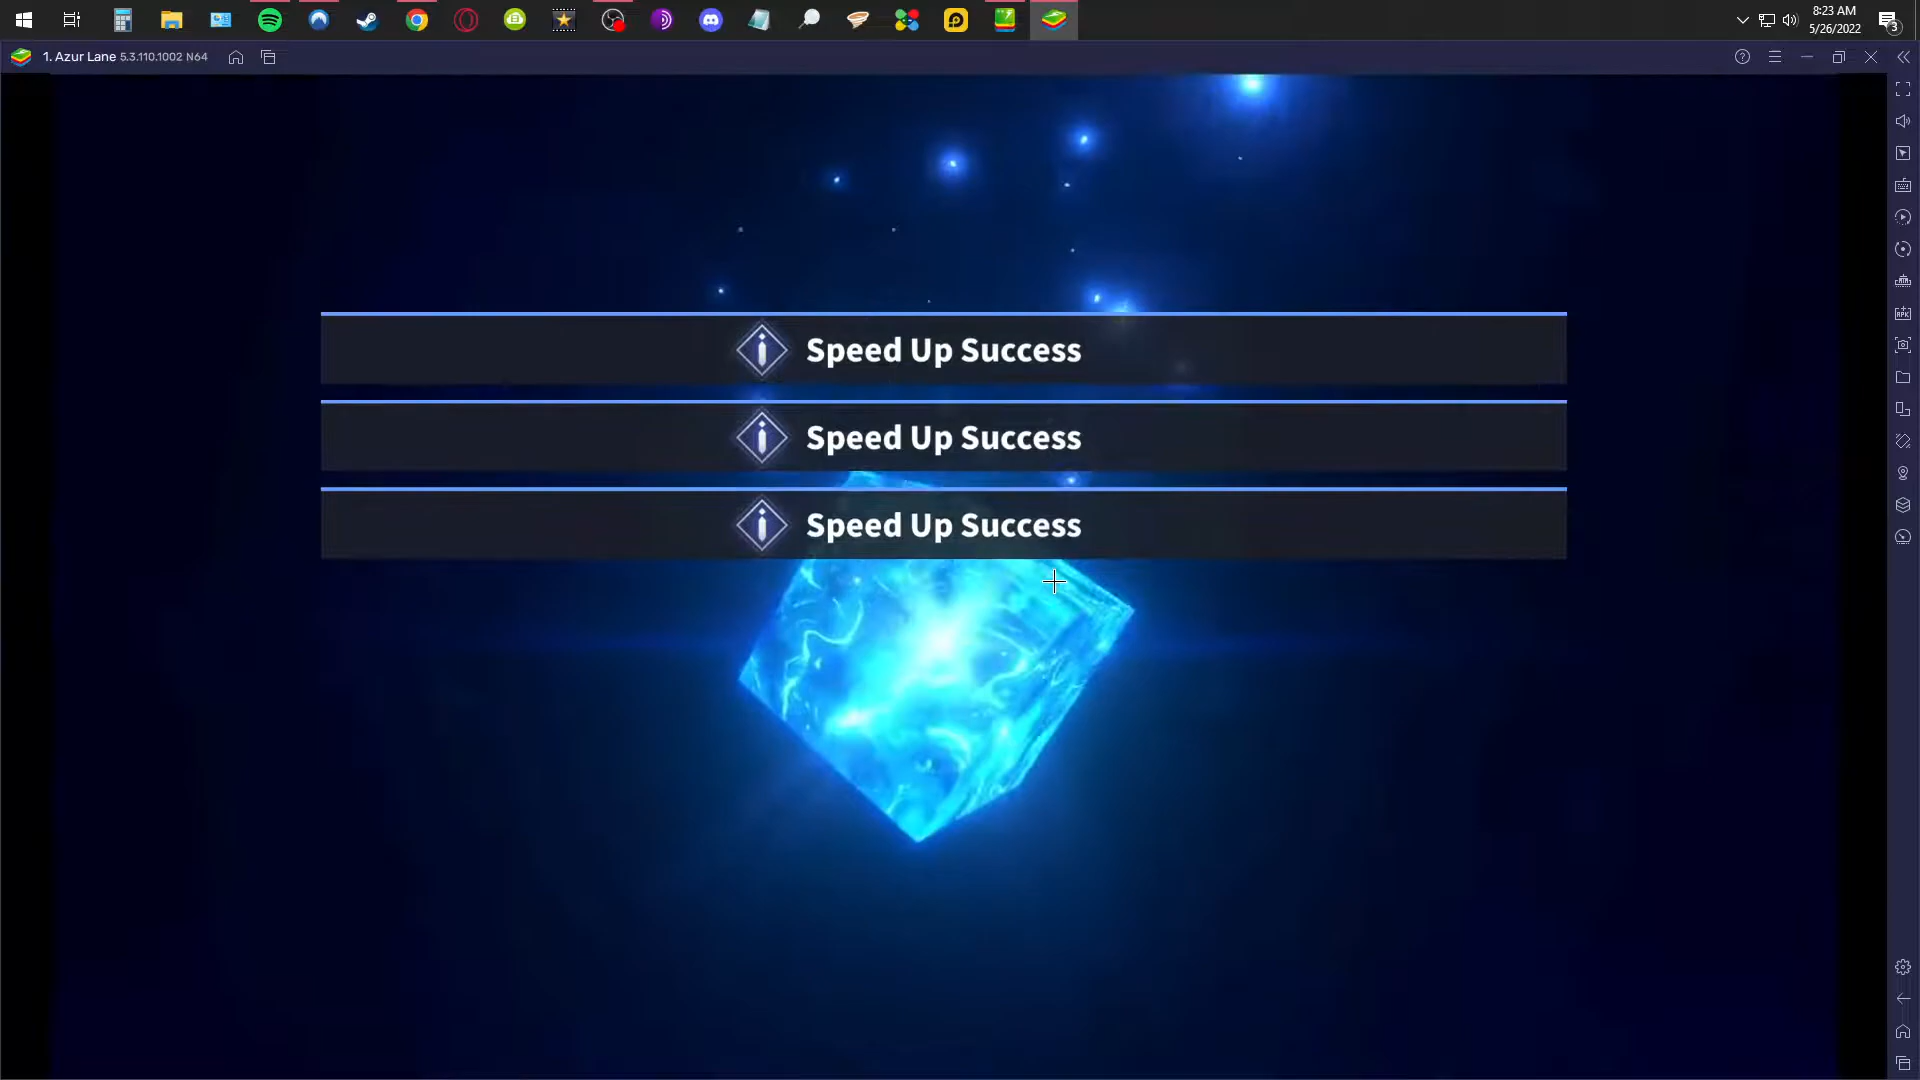 8:23 AM
5/26/2022
3
1. Azur Lane 5.3.110.1002 N64
Speed Up Success
Speed Up Success
Speed Up Success